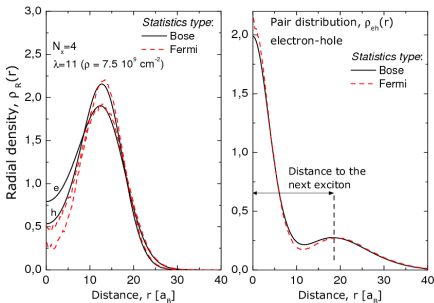 Radial density, ρR(r)
3,0
2,5
2,0
1,5
1,0
0,5
0,0
Statistics type:
Bose
Fermi
Nx=4
λ=11 (ρ = 7.5 10⁹ cm⁻²)
e
h
0 10 20 30 40
Distance, r [aB]
2,0
1,5
1,0
0,5
0,0
Pair distribution, ρeh(r)
electron-hole
Statistics type:
Bose
Fermi
Distance to the
next exciton
0 10 20 30 40
Distance, r [aB]